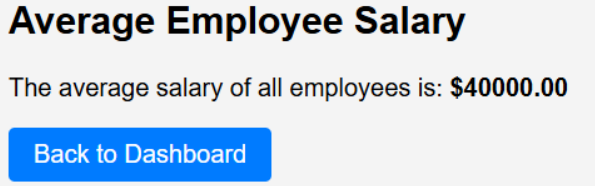 Average Employee Salary
The average salary of all employees is: $40000.00
Back to Dashboard